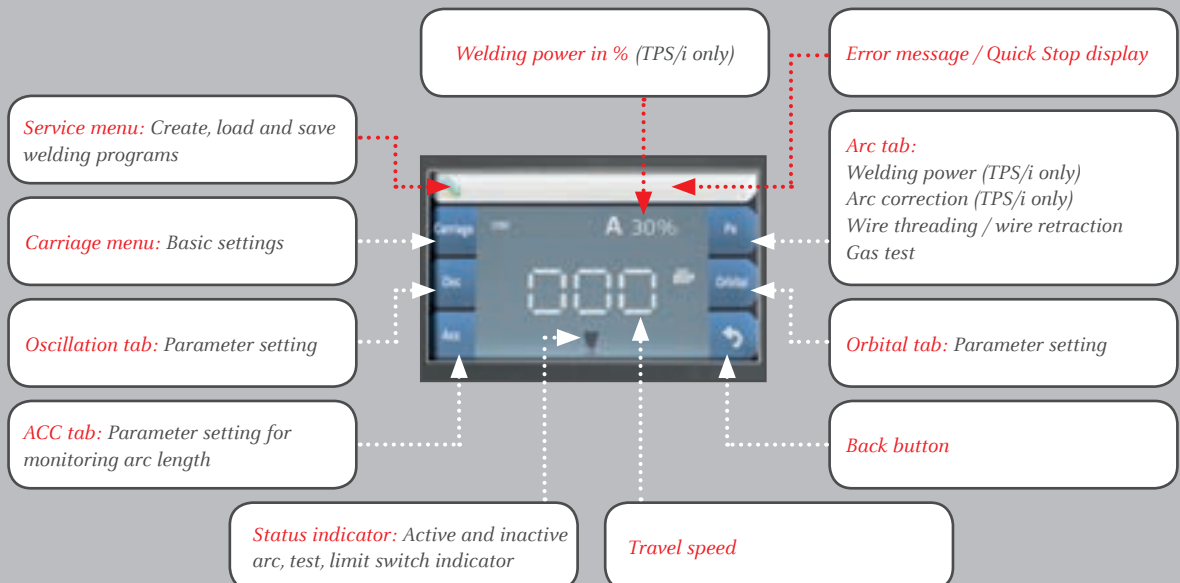 Welding power in % (TPS/i only)
Error message / Quick Stop display
Service menu: Create, load and save
welding programs
Arc tab:
Welding power (TPS/i only)
Arc correction (TPS/i only)
Wire threading / wire retraction
Gas test
Carriage menu: Basic settings
Carriage
A 30%
Osc
000
Orbital
Oscillation tab: Parameter setting
Orbital tab: Parameter setting
ACC tab: Parameter setting for
monitoring arc length
Back button
Status indicator: Active and inactive
arc, test, limit switch indicator
Travel speed